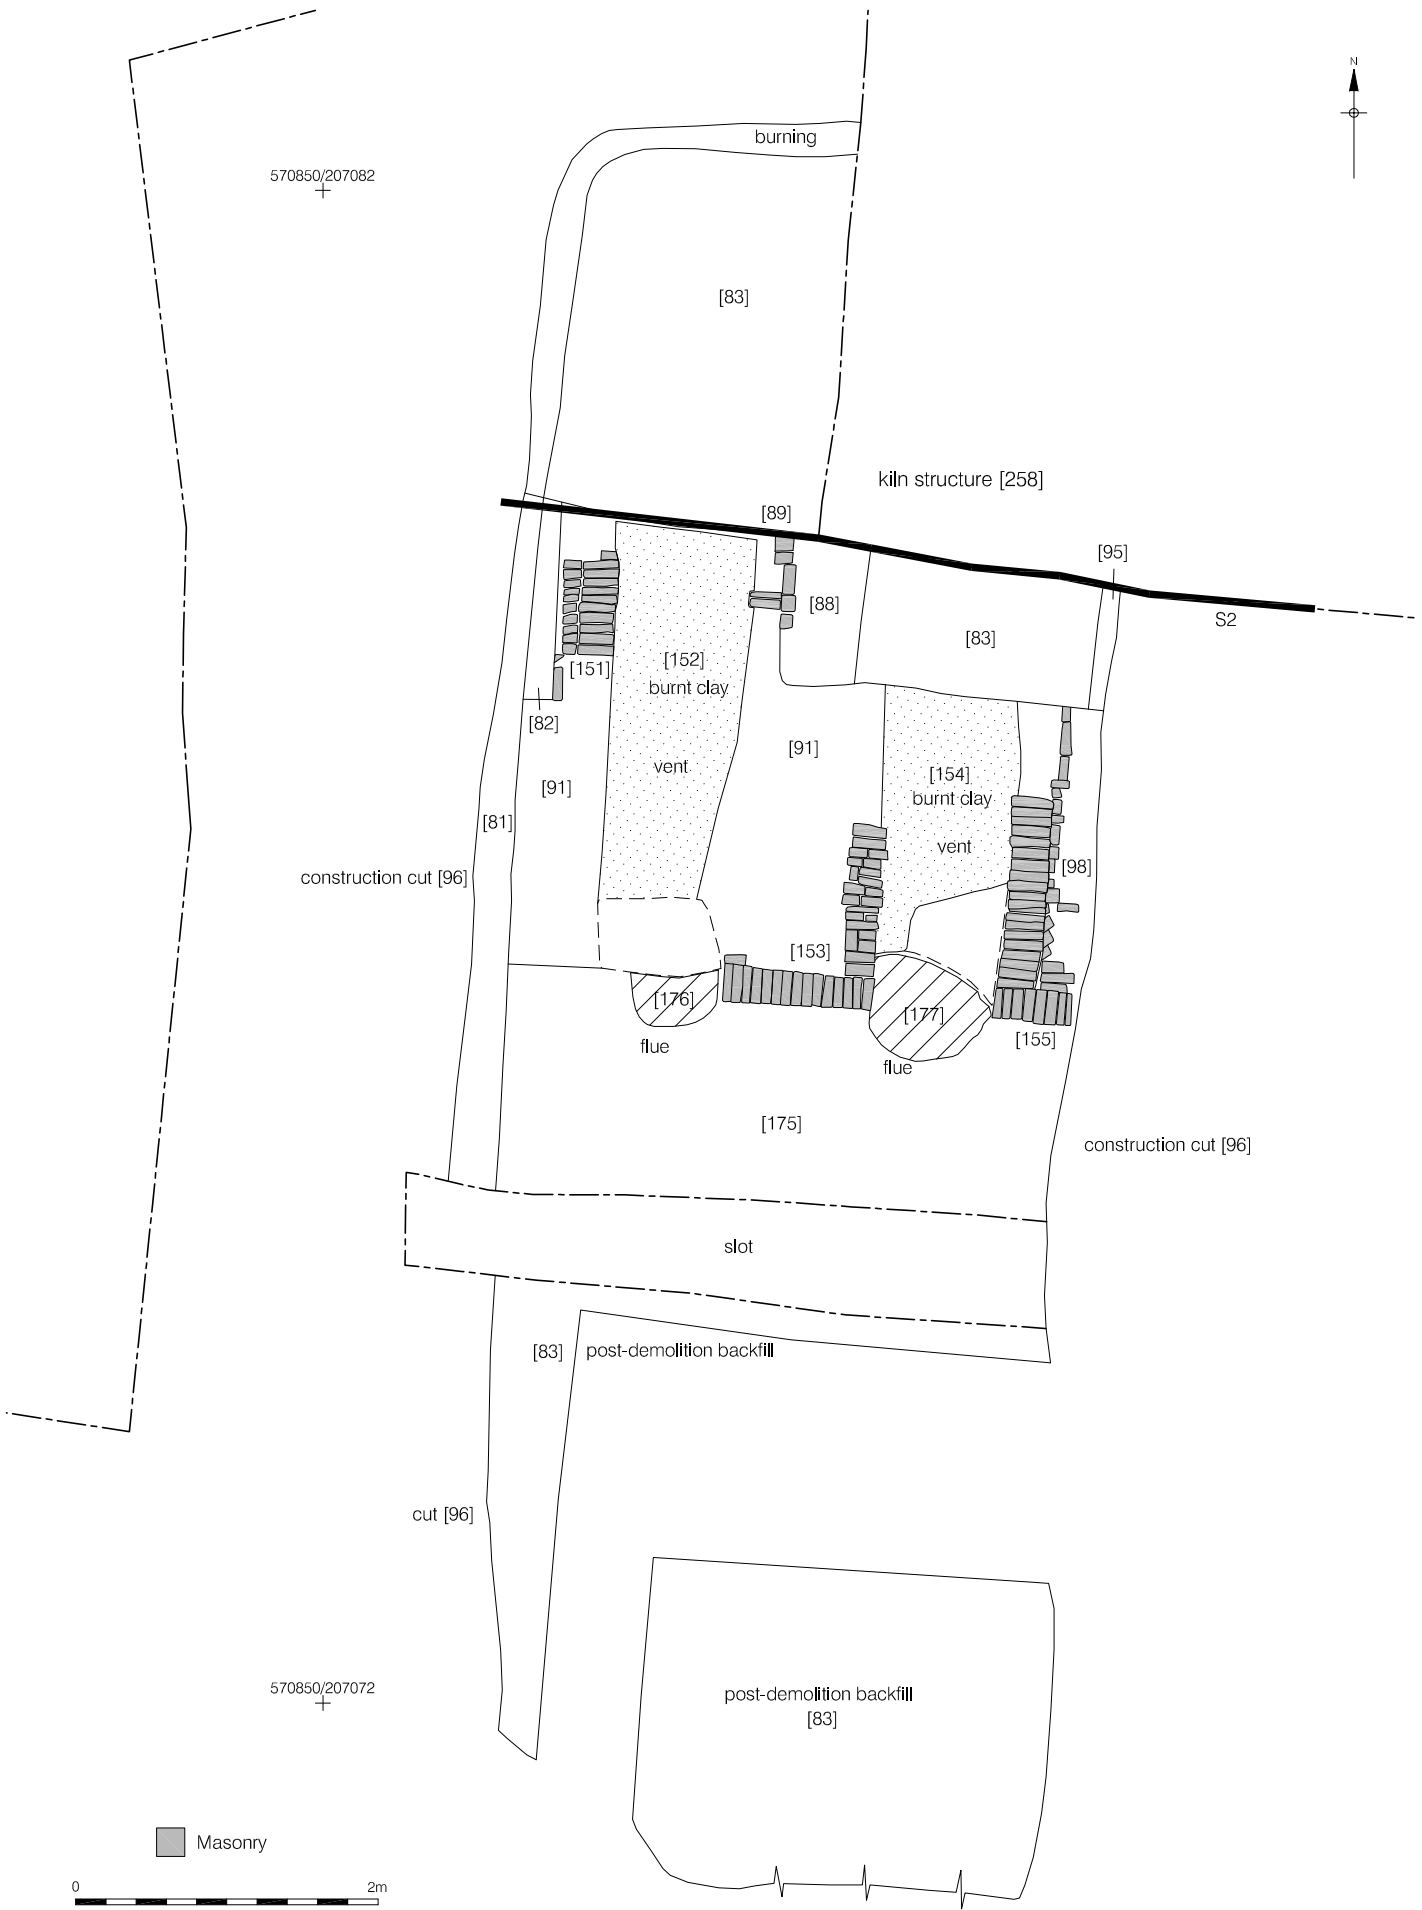 N
burning
570850/207082
[83]
kiln structure [258]
[89]
[95]
[88]
S2
[83]
[151]
[152]
burnt clay
[82]
[91]
vent
[91]
[154]
burnt clay
[81]
vent
[98]
construction cut [96]
[153]
[176]
[177]
[155]
flue
flue
[175]
construction cut [96]
slot
[83] post-demolition backfill
cut [96]
570850/207072
post-demolition backfill
[83]
Masonry
0 2m